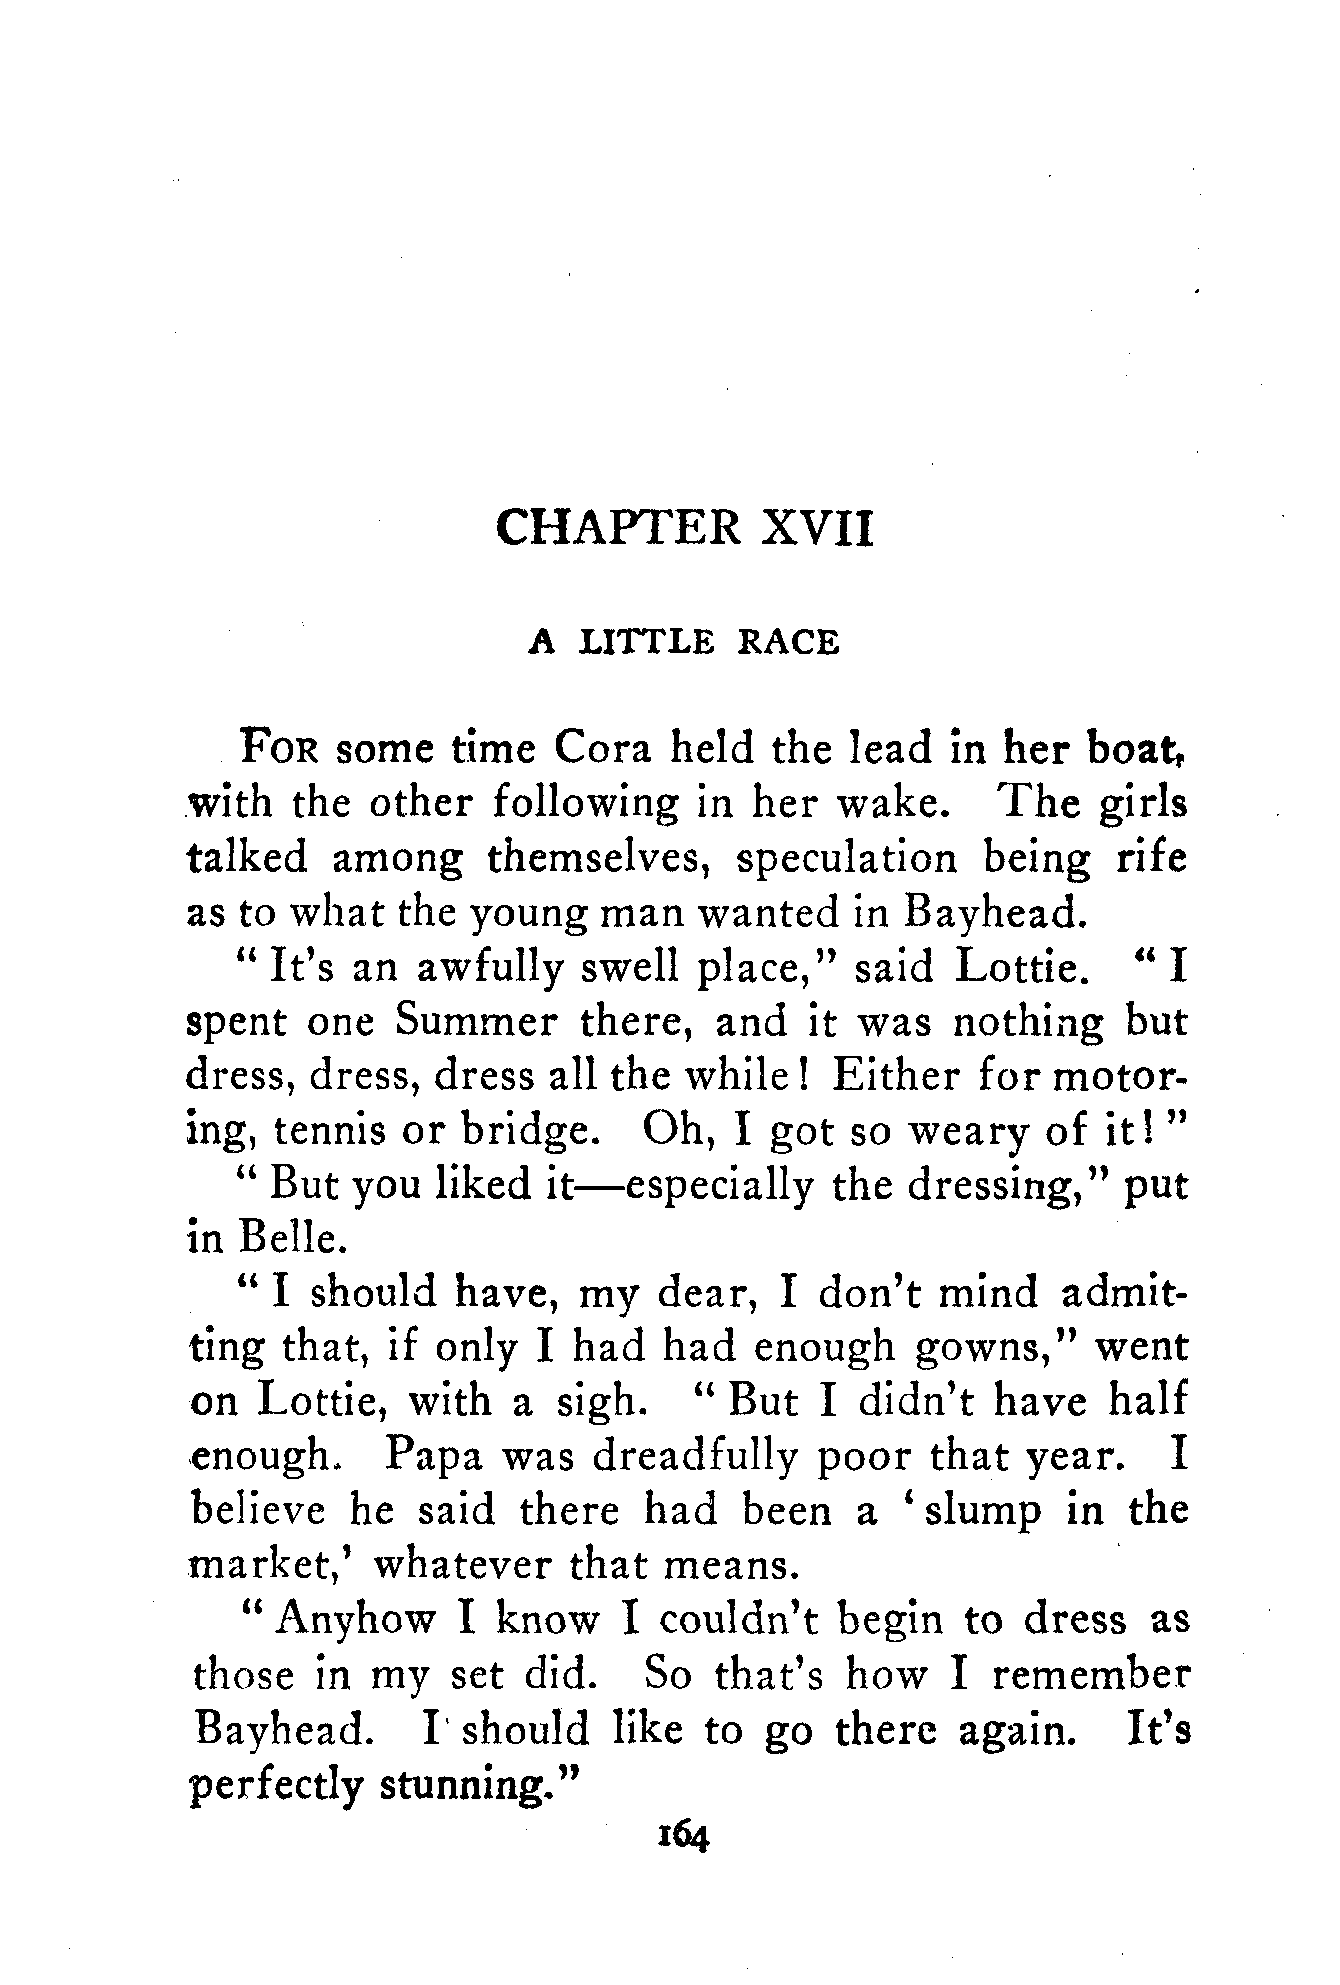 CHAPTER XVII
A LITTLE RACE
FOR some time Cora held the lead in her boat,
with the other following in her wake. The girls
talked among themselves, speculation being rife
as to what the young man wanted in Bayhead.
“ It’s an awfully swell place,” said Lottie. “ I
spent one Summer there, and it was nothing but
dress, dress, dress all the while ! Either for motor-
ing, tennis or bridge. Oh, I got so weary of it! ”
“ But you liked it—especially the dressing,” put
in Belle.
“ I should have, my dear, I don’t mind admit-
ting that, if only I had had enough gowns,” went
on Lottie, with a sigh. “ But I didn’t have half
enough. Papa was dreadfully poor that year. I
believe he said there had been a ‘ slump in the
market,’ whatever that means.
“ Anyhow I know I couldn’t begin to dress as
those in my set did. So that’s how I remember
Bayhead. I should like to go there again. It’s
perfectly stunning.”
164